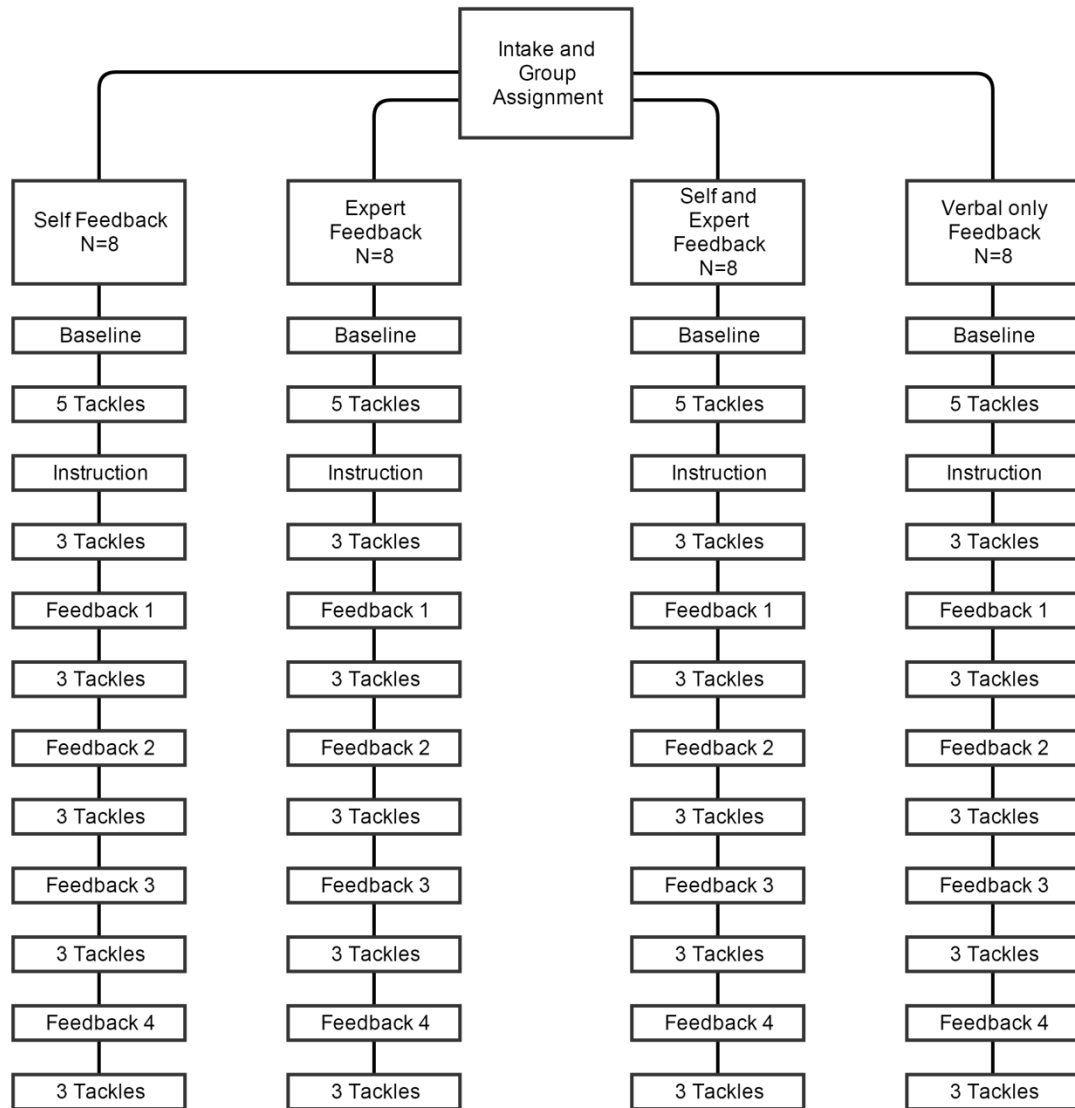 Intake and
Group
Assignment
Self Feedback
N=8
Expert
Feedback
N=8
Self and
Expert
Feedback
N=8
Verbal only
Feedback
N=8
Baseline
Baseline
Baseline
Baseline
5 Tackles
5 Tackles
5 Tackles
5 Tackles
Instruction
Instruction
Instruction
Instruction
3 Tackles
3 Tackles
3 Tackles
3 Tackles
Feedback 1
Feedback 1
Feedback 1
Feedback 1
3 Tackles
3 Tackles
3 Tackles
3 Tackles
Feedback 2
Feedback 2
Feedback 2
Feedback 2
3 Tackles
3 Tackles
3 Tackles
3 Tackles
Feedback 3
Feedback 3
Feedback 3
Feedback 3
3 Tackles
3 Tackles
3 Tackles
3 Tackles
Feedback 4
Feedback 4
Feedback 4
Feedback 4
3 Tackles
3 Tackles
3 Tackles
3 Tackles